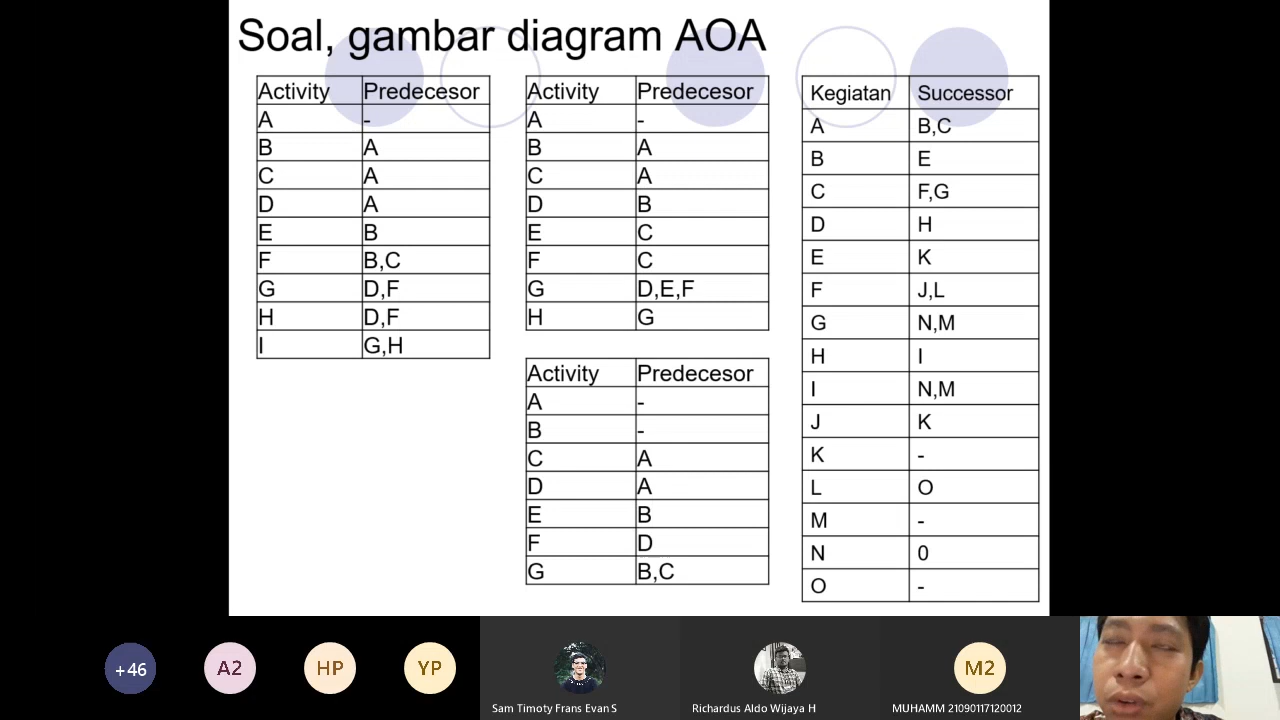 Soal, gambar diagram AOA
Activity Predecesor
A -
B A
C A
D A
E B
F B,C
G D,F
H D,F
I G,H
Activity Predecesor
A -
B A
C A
D B
E C
F C
G D,E,F
H G
Activity Predecesor
A -
B -
C A
D A
E B
F D
G B,C
Kegiatan Successor
A B,C
B E
C F,G
D H
E K
F J,L
G N,M
H I
I N,M
J K
K -
L O
M -
N 0
O -
+46
A2
HP
YP
Sam Timoty Frans Evan S
Richardus Aldo Wijaya H
M2
MUHAMM 21090117120012